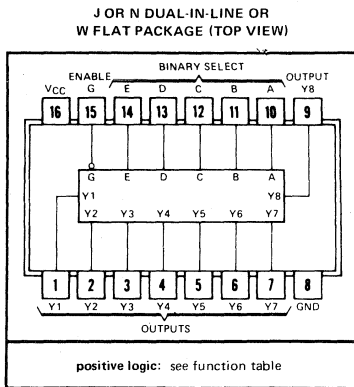 J OR N DUAL-IN-LINE OR
W FLAT PACKAGE (TOP VIEW)
BINARY SELECT
ENABLE OUTPUT
VCC G E D C B A Y8
16 15 14 13 12 11 10 9
G E D C B A
Y1 Y8
Y2 Y3 Y4 Y5 Y6 Y7
1 2 3 4 5 6 7 8
Y1 Y2 Y3 Y4 Y5 Y6 Y7 GND
OUTPUTS
positive logic: see function table